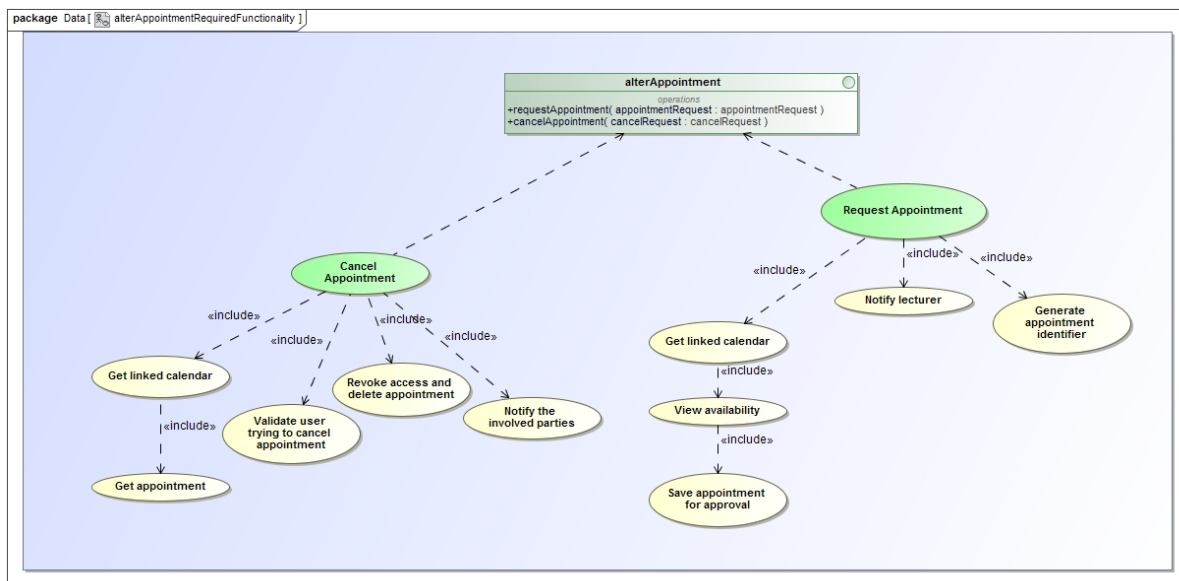 package Data [ alterAppointmentRequiredFunctionality ]
alterAppointment
operations
+requestAppointment( appointmentRequest : appointmentRequest )
+cancelAppointment( cancelRequest : cancelRequest )
Request Appointment
«include»
«include»
«include»
Notify lecturer
Generate
appointment
identifier
Get linked calendar
«include»
View availability
«include»
Save appointment
for approval
Cancel
Appointment
«include»
«include»
«include»
«include»
Get linked calendar
Revoke access and
delete appointment
Validate user
trying to cancel
appointment
Notify the
involved parties
«include»
Get appointment